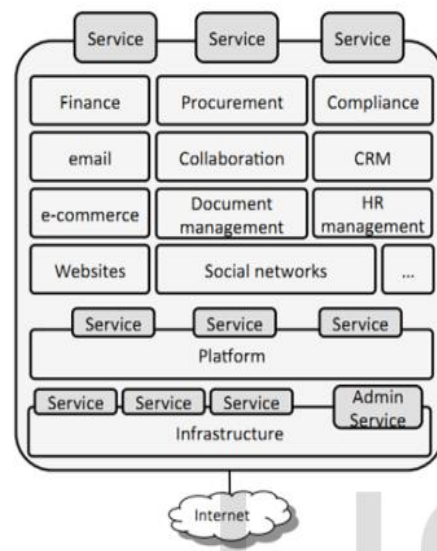 Service Service Service
Finance Procurement Compliance
email Collaboration CRM
e-commerce Document management HR management
Websites Social networks ...
Service Service Service
Platform
Service Service Service Admin Service
Infrastructure
Internet